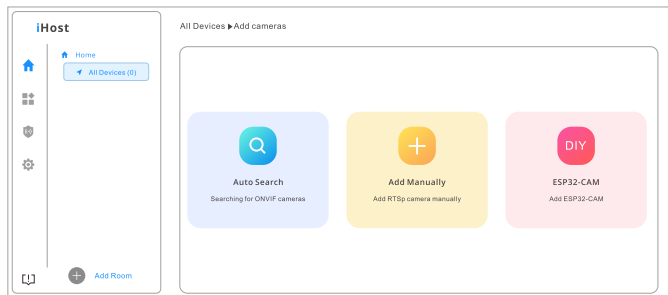 iHost
Home
All Devices (0)
Add Room
All Devices ▶Add cameras
Auto Search
Searching for ONVIF cameras
Add Manually
Add RTSp camera manually
DIY
ESP32-CAM
Add ESP32-CAM